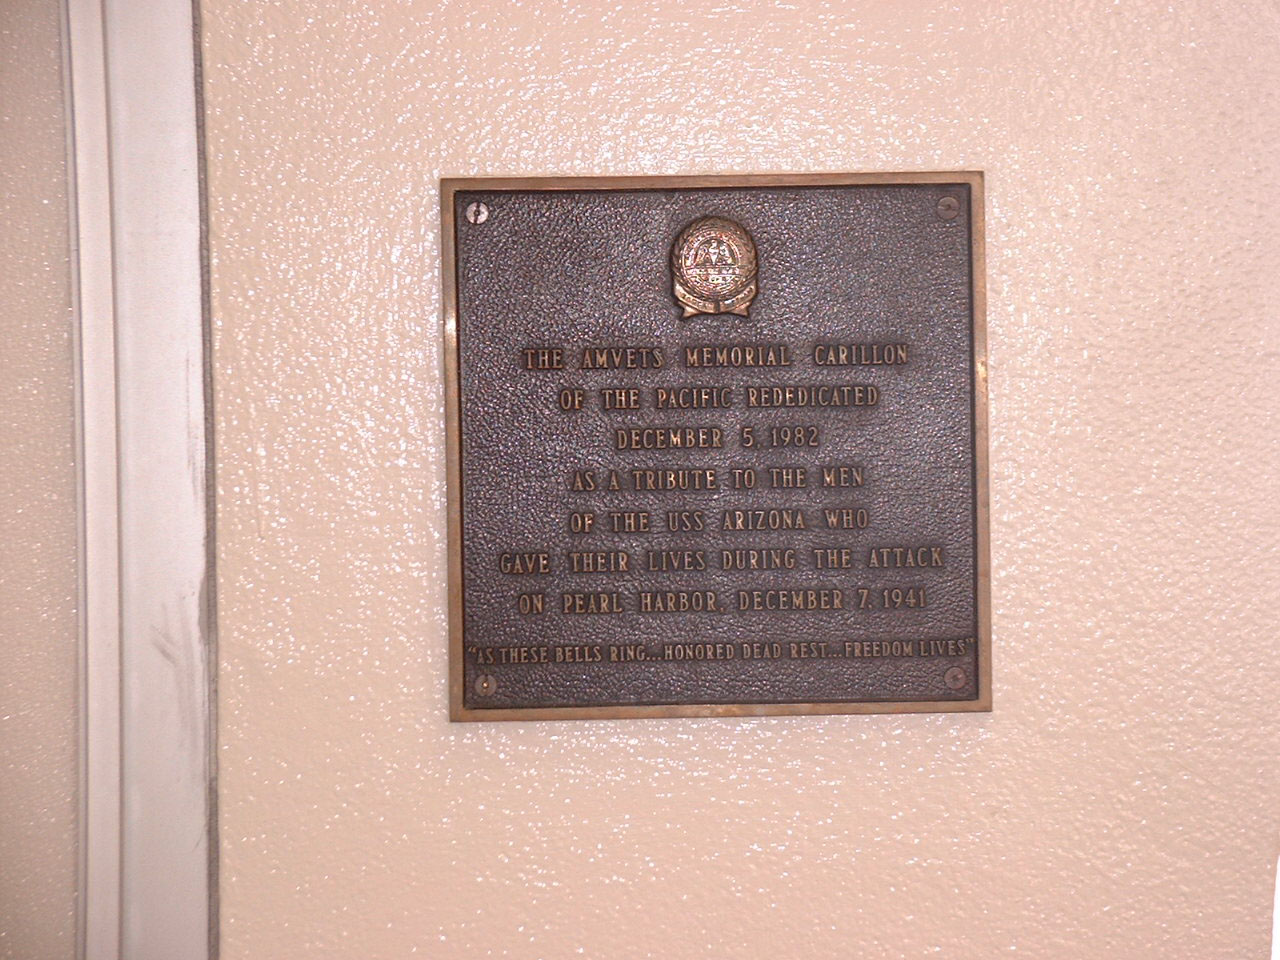 THE AMVETS MEMORIAL CARILLON
OF THE PACIFIC REDEDICATED
DECEMBER 5, 1982
AS A TRIBUTE TO THE MEN
OF THE USS ARIZONA WHO
GAVE THEIR LIVES DURING THE ATTACK
ON PEARL HARBOR, DECEMBER 7, 1941
"AS THESE BELLS RING...HONORED DEAD REST...FREEDOM LIVES"